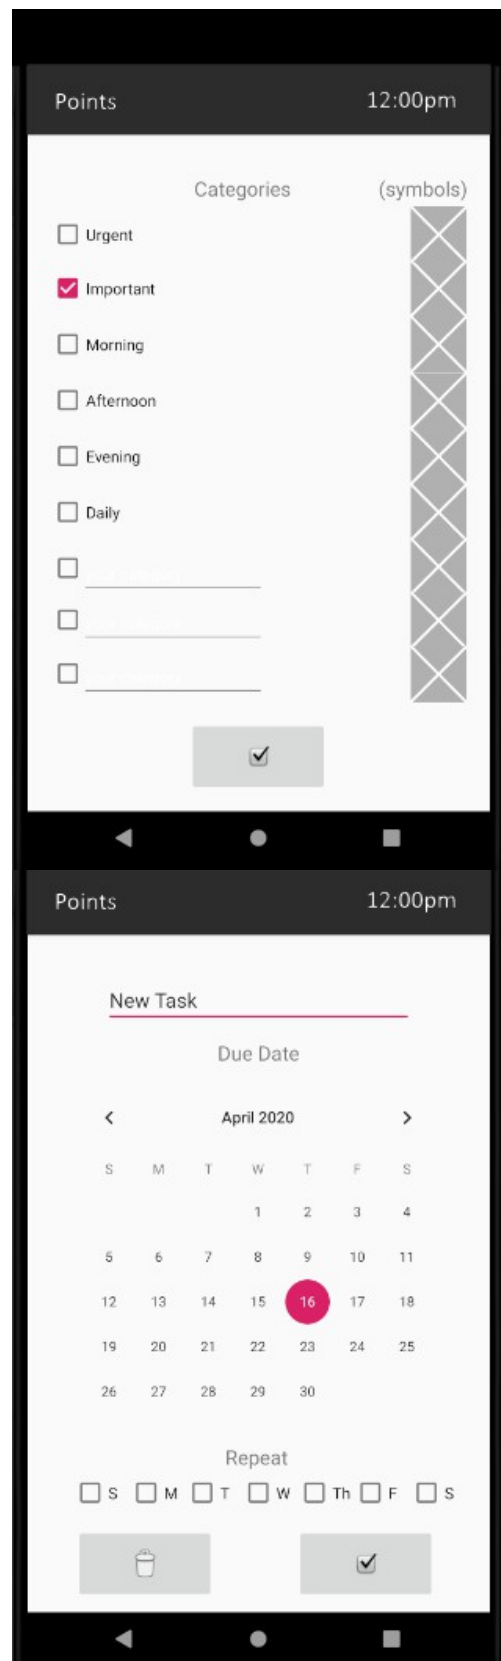 Points 12:00pm
Categories (symbols)
Urgent
Important
Morning
Afternoon
Evening
Daily
Points 12:00pm
New Task
Due Date
April 2020
S M T W T F S
1 2 3 4
5 6 7 8 9 10 11
12 13 14 15 16 17 18
19 20 21 22 23 24 25
26 27 28 29 30
Repeat
S M T W Th F S